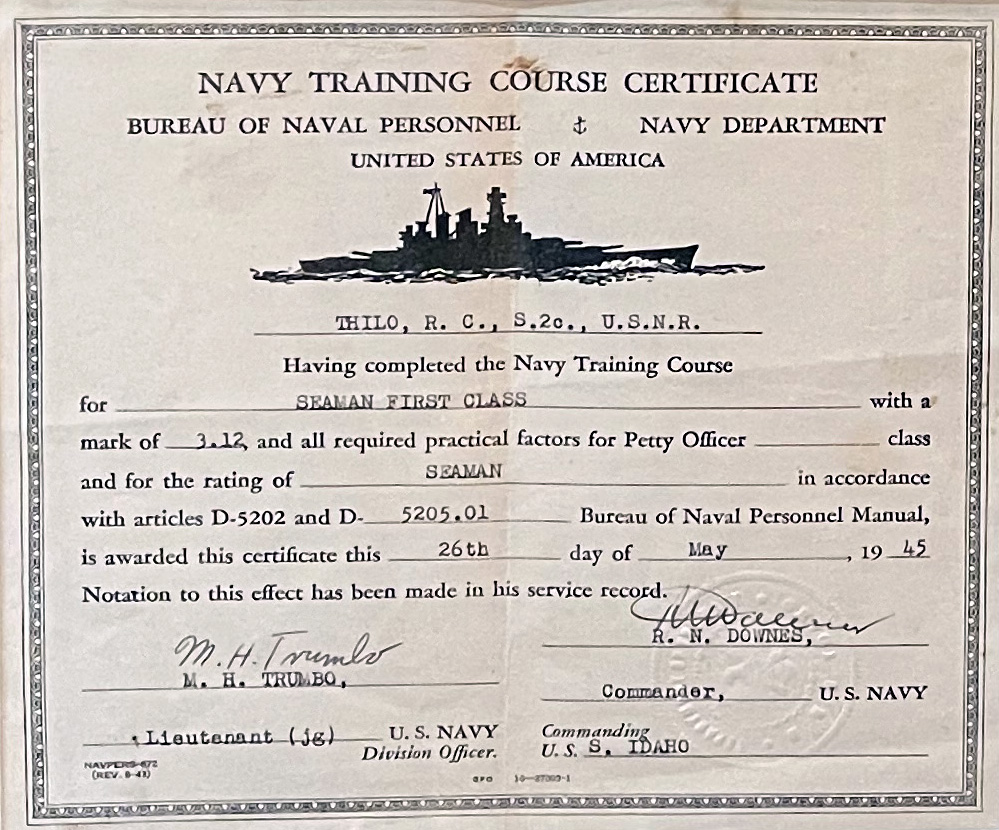 NAVY TRAINING COURSE CERTIFICATE
BUREAU OF NAVAL PERSONNEL ⚓ NAVY DEPARTMENT
UNITED STATES OF AMERICA
THILO, R. C., S.2c., U.S.N.R.
Having completed the Navy Training Course
for SEAMAN FIRST CLASS with a
mark of 3.12, and all required practical factors for Petty Officer class
and for the rating of SEAMAN in accordance
with articles D-5202 and D- 5205.01 Bureau of Naval Personnel Manual,
is awarded this certificate this 26th day of May, 19 45
Notation to this effect has been made in his service record.
M. H. Trumbo
R. N. DOWNES,
M. H. TRUMBO,
Commander, U. S. NAVY
Lieutenant (jg) U. S. NAVY
Division Officer.
Commanding
U. S. S. IDAHO
NAVPERS-672
GPO